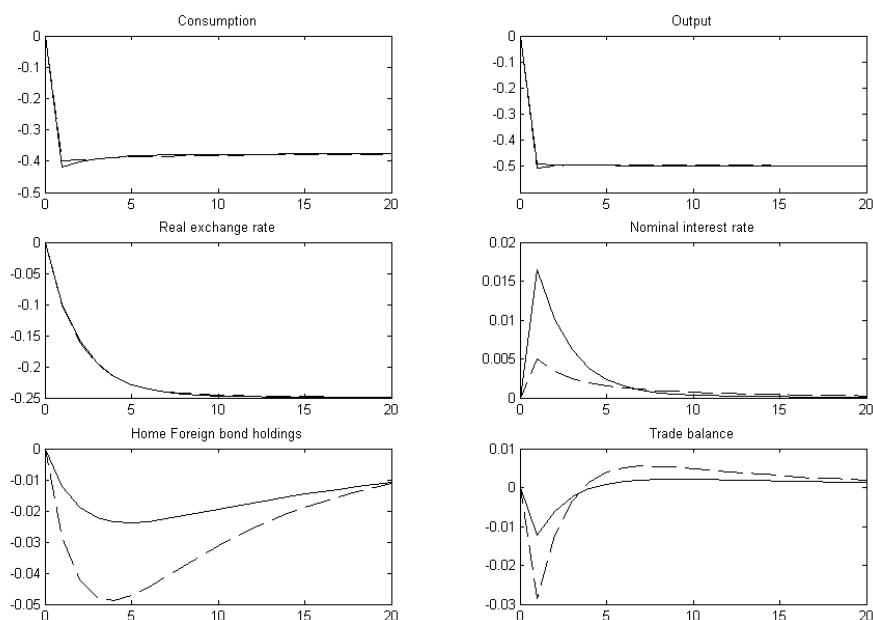 Consumption
0
-0.1
-0.2
-0.3
-0.4
-0.5
0 5 10 15 20
Output
0
-0.1
-0.2
-0.3
-0.4
-0.5
0 5 10 15 20
Real exchange rate
0
-0.05
-0.1
-0.15
-0.2
-0.25
0 5 10 15 20
Nominal interest rate
0.02
0.015
0.01
0.005
0
0 5 10 15 20
Home Foreign bond holdings
0
-0.01
-0.02
-0.03
-0.04
-0.05
0 5 10 15 20
Trade balance
0.01
0
-0.01
-0.02
-0.03
0 5 10 15 20